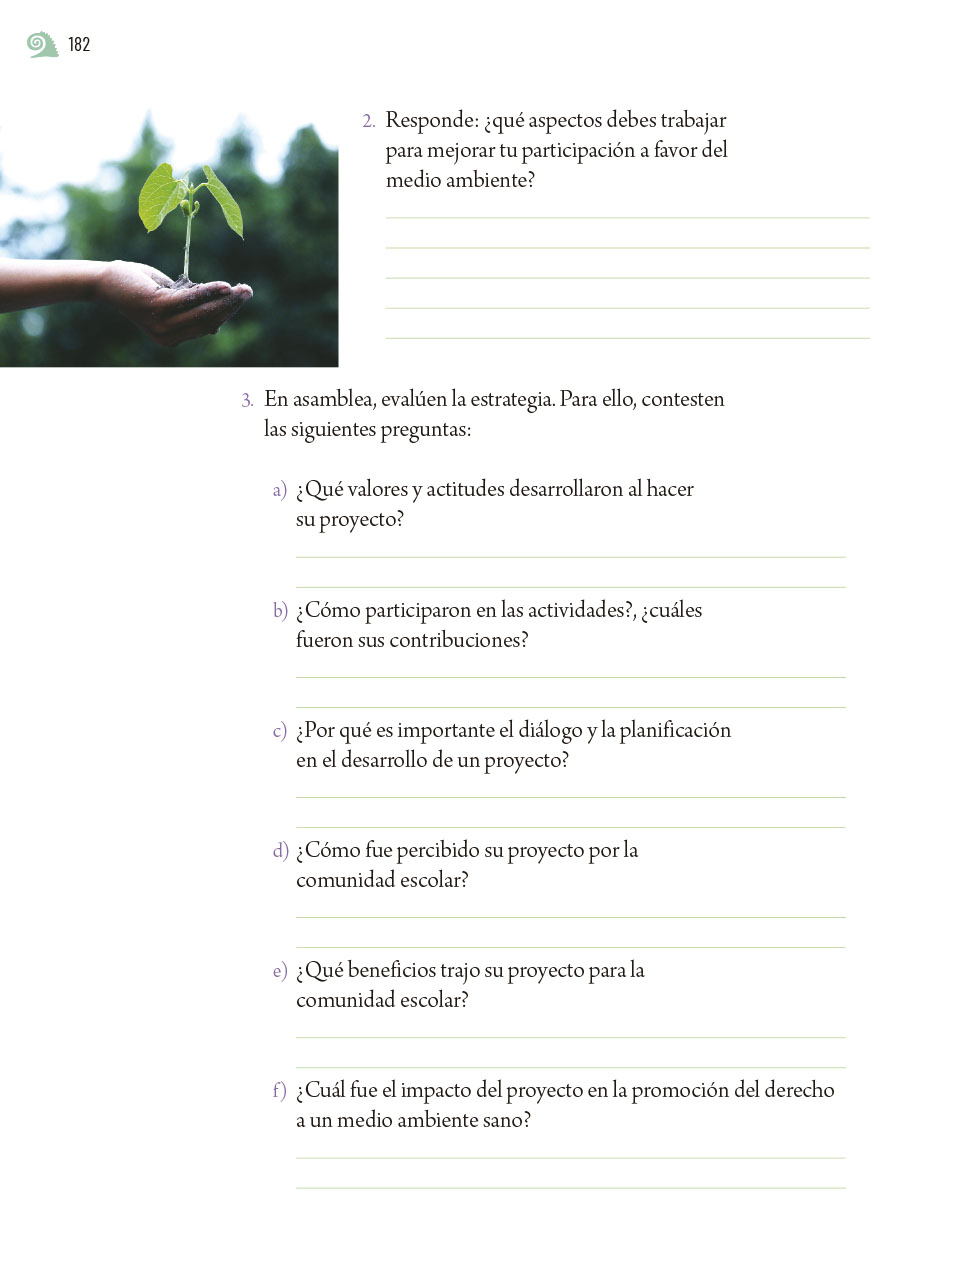 182
2. Responde: ¿qué aspectos debes trabajar
para mejorar tu participación a favor del
medio ambiente?
3. En asamblea, evalúen la estrategia. Para ello, contesten
las siguientes preguntas:
a) ¿Qué valores y actitudes desarrollaron al hacer
su proyecto?
b) ¿Cómo participaron en las actividades?, ¿cuáles
fueron sus contribuciones?
c) ¿Por qué es importante el diálogo y la planificación
en el desarrollo de un proyecto?
d) ¿Cómo fue percibido su proyecto por la
comunidad escolar?
e) ¿Qué beneficios trajo su proyecto para la
comunidad escolar?
f) ¿Cuál fue el impacto del proyecto en la promoción del derecho
a un medio ambiente sano?